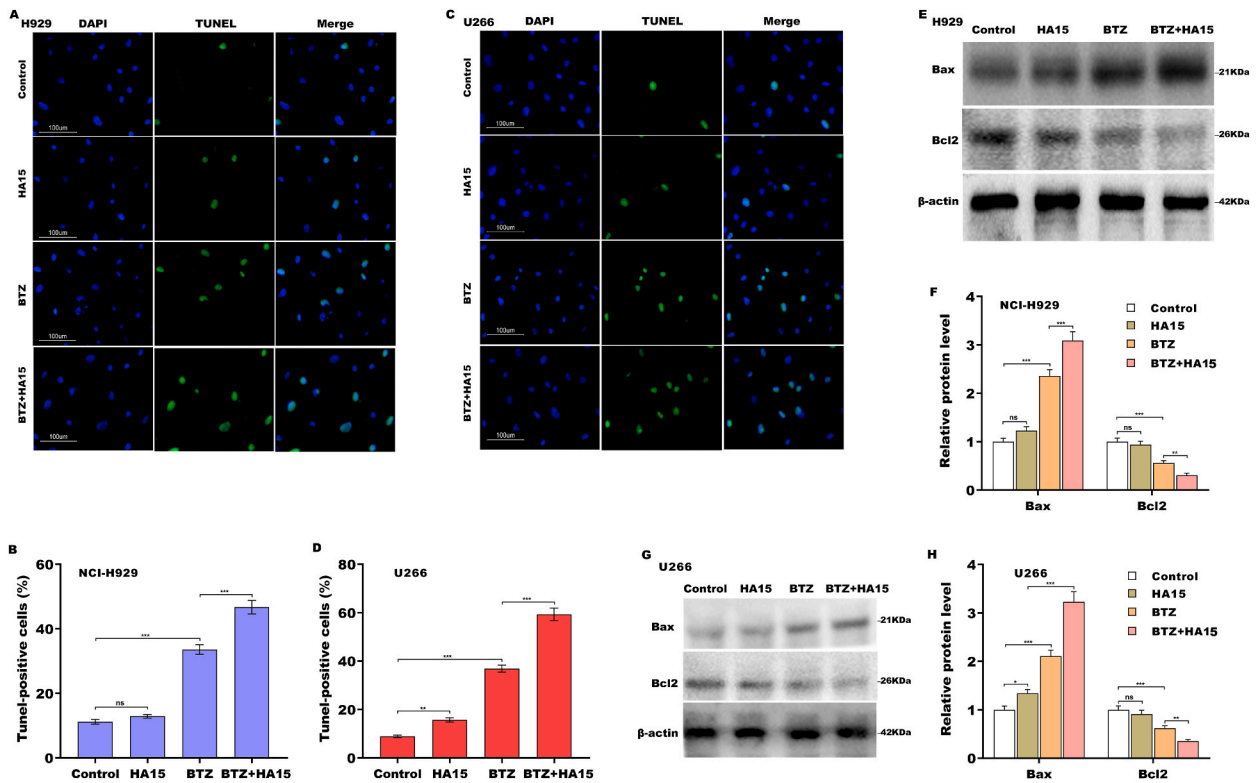 A
H929 DAPI TUNEL Merge
Control
100um
HA15
100um
BTZ
100um
BTZ+HA15
100um
C
U266 DAPI TUNEL Merge
Control
100um
HA15
100um
BTZ
100um
BTZ+HA15
100um
E H929
Control HA15 BTZ BTZ+HA15
Bax -21KDa
Bcl2 -26KDa
β-actin -42KDa
F
NCI-H929
Control
HA15
BTZ
BTZ+HA15
Relative protein level
4
3
2
1
0
ns *** ***
ns *** **
Bax Bcl2
B
NCI-H929
Tunel-positive cells (%)
60
40
20
0
ns
***
***
Control HA15 BTZ BTZ+HA15
D
U266
Tunel-positive cells (%)
80
60
40
20
0
**
***
***
Control HA15 BTZ BTZ+HA15
G
U266
Control HA15 BTZ BTZ+HA15
Bax -21KDa
Bcl2 -26KDa
β-actin -42KDa
H
U266
Control
HA15
BTZ
BTZ+HA15
Relative protein level
4
3
2
1
0
* *** ***
ns *** **
Bax Bcl2